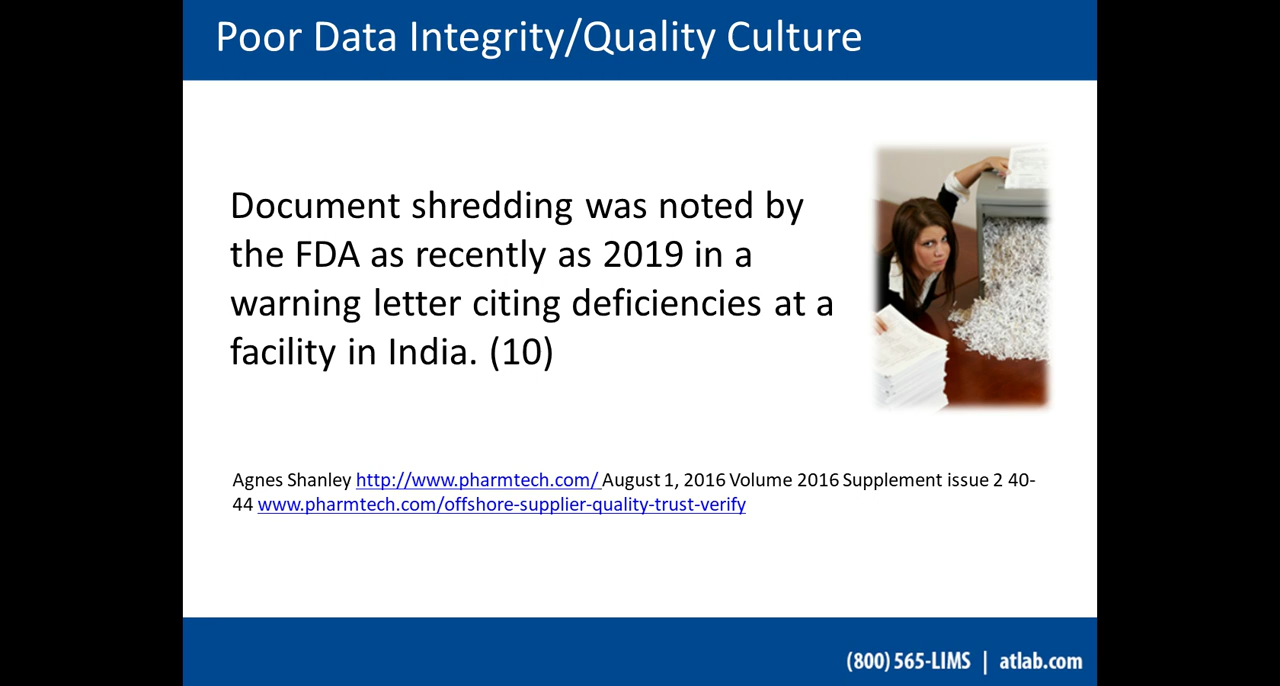 Poor Data Integrity/Quality Culture
Document shredding was noted by
the FDA as recently as 2019 in a
warning letter citing deficiencies at a
facility in India. (10)
Agnes Shanley http://www.pharmtech.com/ August 1, 2016 Volume 2016 Supplement issue 2 40-
44 www.pharmtech.com/offshore-supplier-quality-trust-verify
(800) 565-LIMS | atlab.com